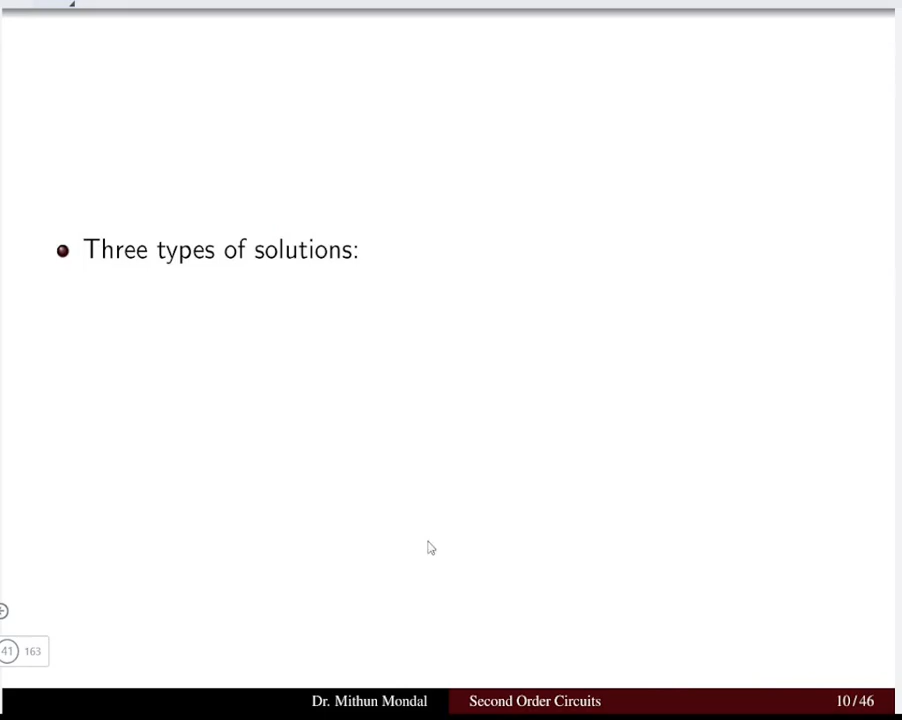 Three types of solutions:
41 163
Dr. Mithun Mondal Second Order Circuits 10/46